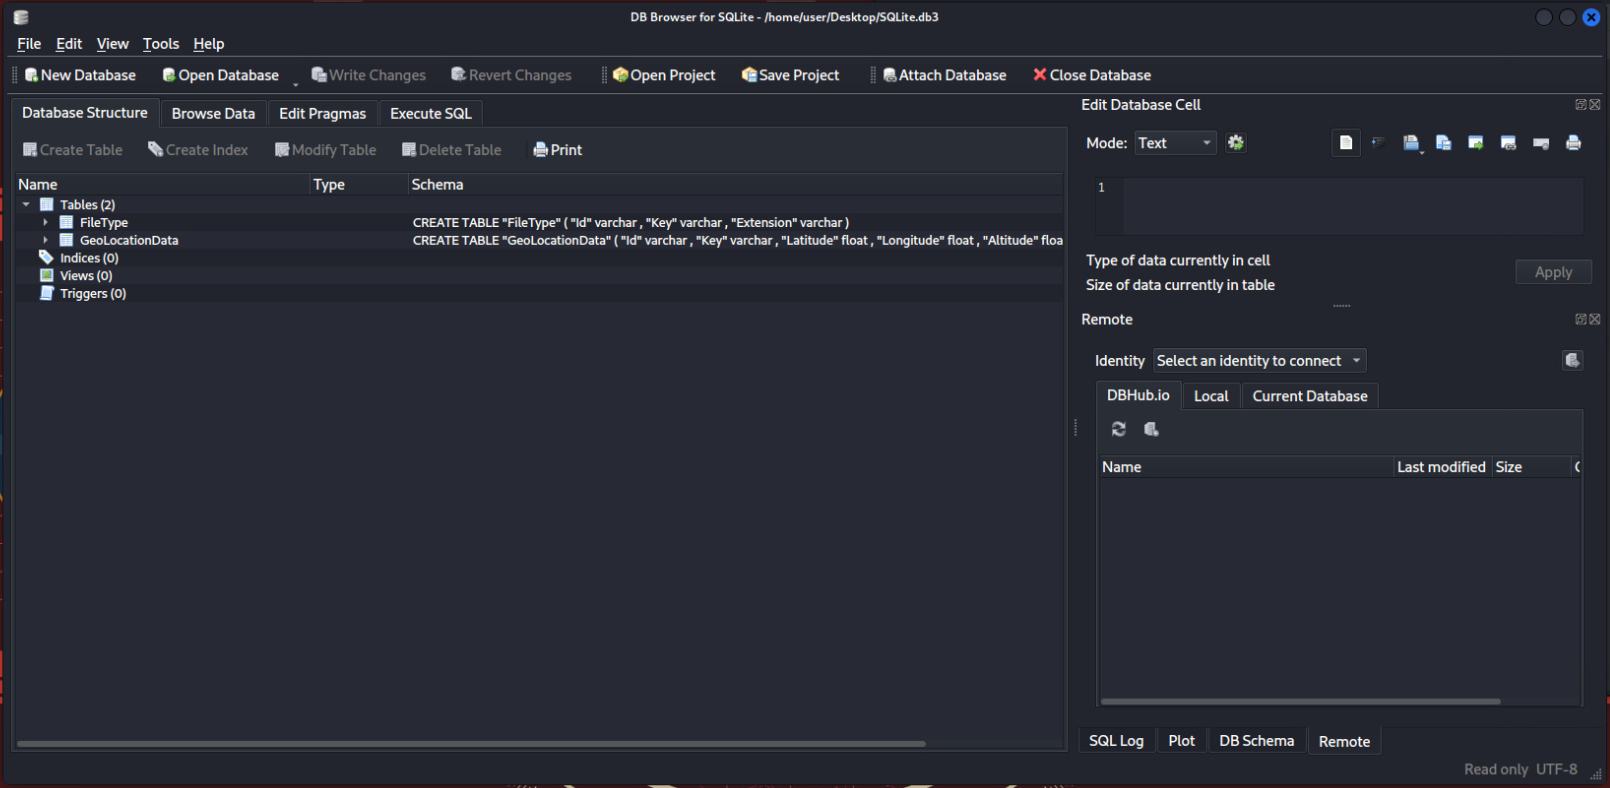 DB Browser for SQLite - /home/user/Desktop/SQLite.db3
File Edit View Tools Help
New Database Open Database Write Changes Revert Changes Open Project Save Project Attach Database Close Database
Database Structure Browse Data Edit Pragmas Execute SQL
Create Table Create Index Modify Table Delete Table Print
Name Type Schema
Tables (2)
FileType CREATE TABLE "FileType" ( "Id" varchar , "Key" varchar , "Extension" varchar )
GeoLocationData CREATE TABLE "GeoLocationData" ( "Id" varchar , "Key" varchar , "Latitude" float , "Longitude" float , "Altitude" floa
Indices (0)
Views (0)
Triggers (0)
Edit Database Cell
Mode: Text
1
Type of data currently in cell
Size of data currently in table
Apply
Remote
Identity Select an identity to connect
DBHub.io Local Current Database
Name Last modified Size C
SQL Log Plot DB Schema Remote
Read only UTF-8